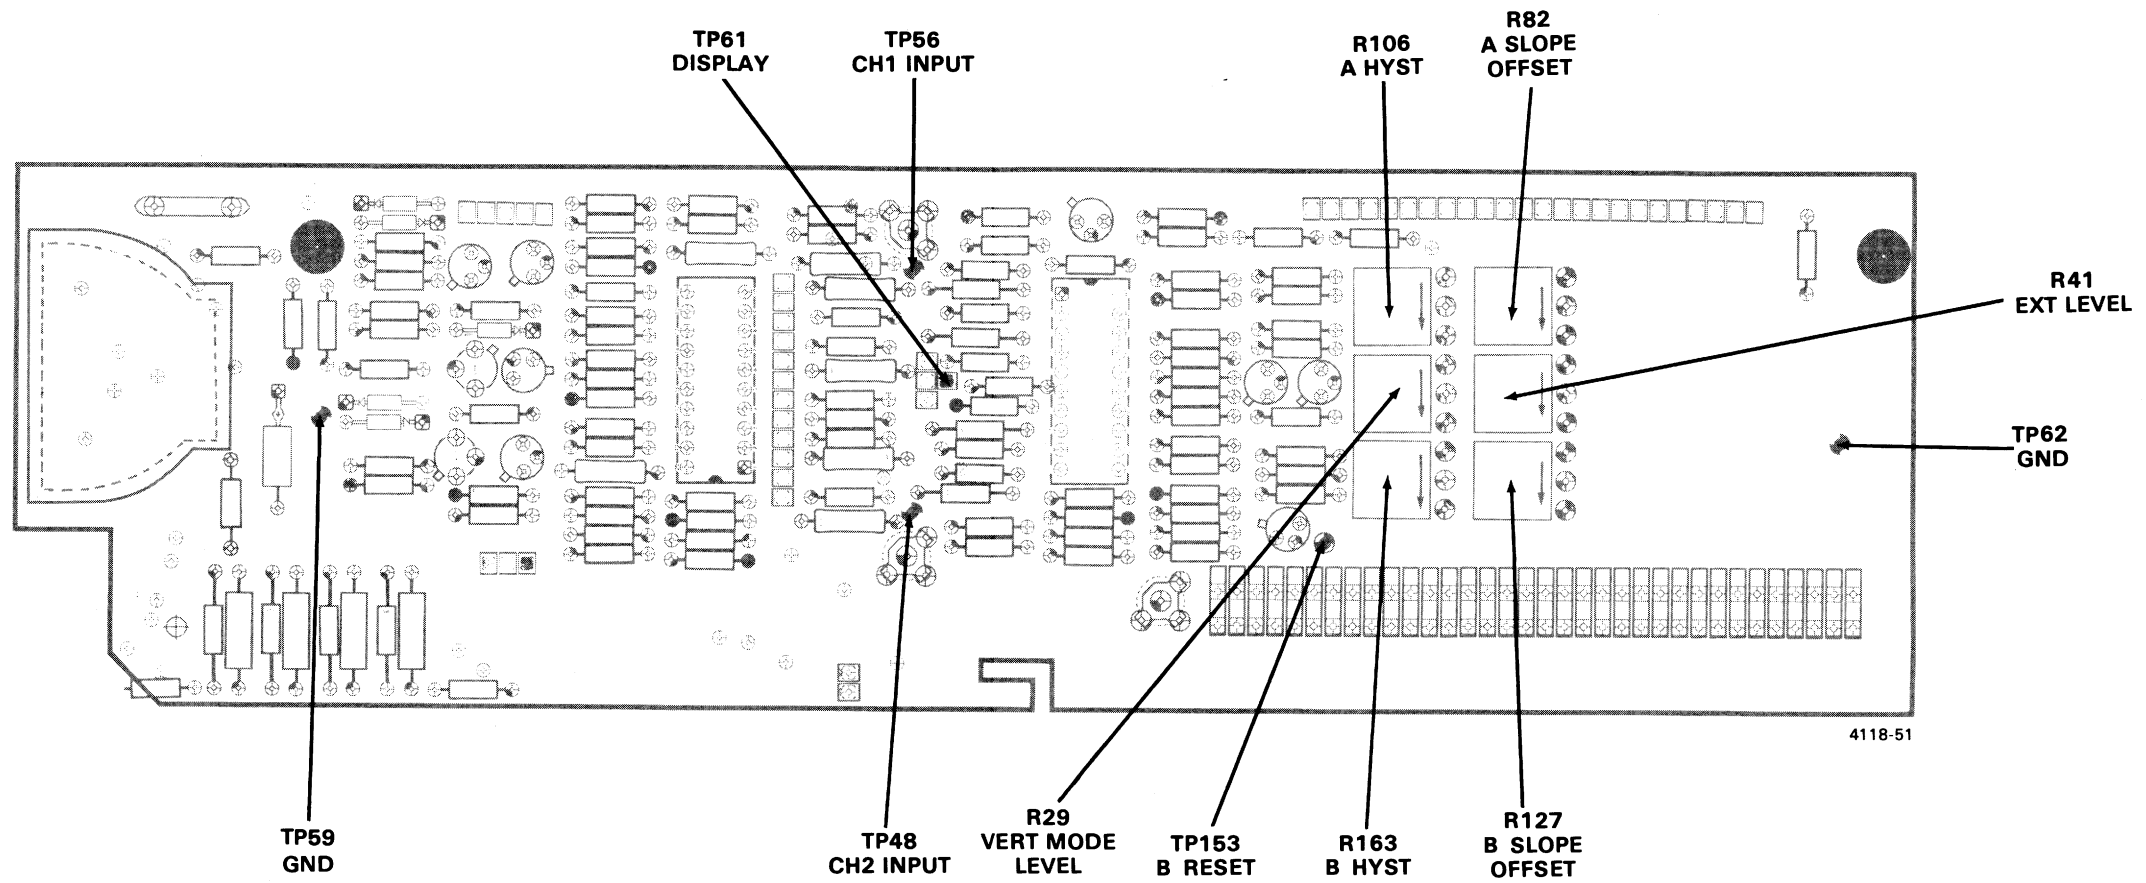 TP61
DISPLAY
TP56
CH1 INPUT
R106
A HYST
R82
A SLOPE
OFFSET
R41
EXT LEVEL
TP62
GND
4118-51
TP59
GND
TP48
CH2 INPUT
R29
VERT MODE
LEVEL
TP153
B RESET
R163
B HYST
R127
B SLOPE
OFFSET